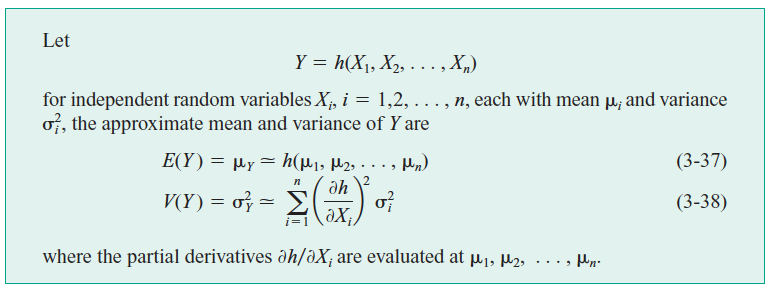 Let
Y = h(X₁, X₂, . . . , Xₙ)
for independent random variables Xᵢ, i = 1,2, . . . , n, each with mean μᵢ and variance
σᵢ², the approximate mean and variance of Y are
E(Y) = μ_Y ≃ h(μ₁, μ₂, . . . , μₙ) (3-37)
V(Y) = σ_Y² ≃ ∑ᵢ₌₁ⁿ (∂h/∂Xᵢ)² σᵢ² (3-38)
where the partial derivatives ∂h/∂Xᵢ are evaluated at μ₁, μ₂, . . . , μₙ.